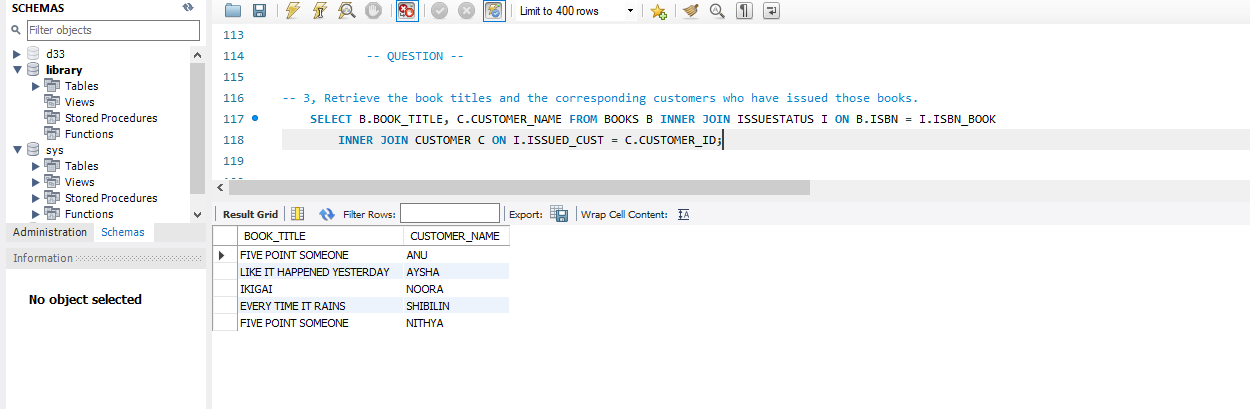 SCHEMAS
Filter objects
d33
library
Tables
Views
Stored Procedures
Functions
sys
Tables
Views
Stored Procedures
Functions
Administration Schemas
Information
No object selected
Limit to 400 rows
113
114 -- QUESTION --
115
116 -- 3, Retrieve the book titles and the corresponding customers who have issued those books.
117 SELECT B.BOOK_TITLE, C.CUSTOMER_NAME FROM BOOKS B INNER JOIN ISSUESTATUS I ON B.ISBN = I.ISBN_BOOK
118 INNER JOIN CUSTOMER C ON I.ISSUED_CUST = C.CUSTOMER_ID;
119
Result Grid Filter Rows: Export: Wrap Cell Content: IA
BOOK_TITLE CUSTOMER_NAME
FIVE POINT SOMEONE ANU
LIKE IT HAPPENED YESTERDAY AYSHA
IKIGAI NOORA
EVERY TIME IT RAINS SHIBILIN
FIVE POINT SOMEONE NITHYA